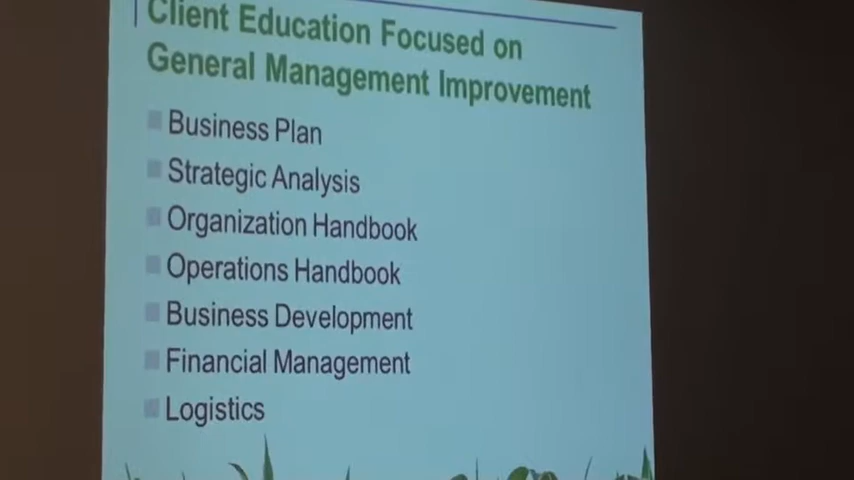 Client Education Focused on
General Management Improvement
Business Plan
Strategic Analysis
Organization Handbook
Operations Handbook
Business Development
Financial Management
Logistics